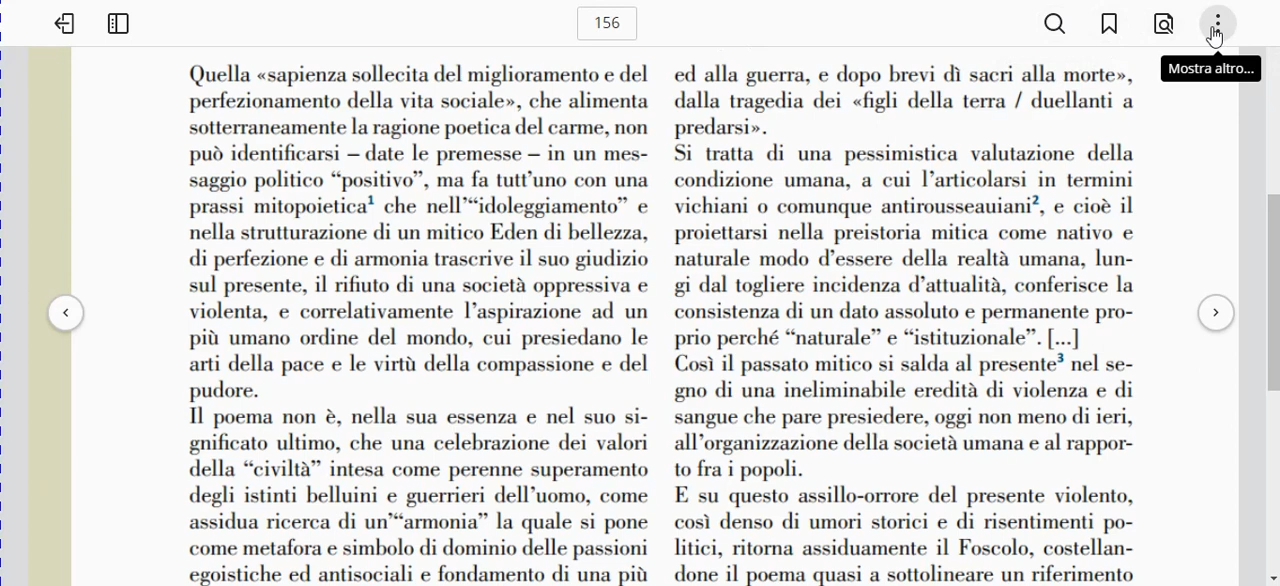 156
Mostra altro...
Quella «sapienza sollecita del miglioramento e del
perfezionamento della vita sociale», che alimenta
sotterraneamente la ragione poetica del carme, non
può identificarsi – date le premesse – in un mes-
saggio politico “positivo”, ma fa tutt’uno con una
prassi mitopoietica¹ che nell’“idoleggiamento” e
nella strutturazione di un mitico Eden di bellezza,
di perfezione e di armonia trascrive il suo giudizio
sul presente, il rifiuto di una società oppressiva e
violenta, e correlativamente l’aspirazione ad un
più umano ordine del mondo, cui presiedano le
arti della pace e le virtù della compassione e del
pudore.
Il poema non è, nella sua essenza e nel suo si-
gnificato ultimo, che una celebrazione dei valori
della “civiltà” intesa come perenne superamento
degli istinti belluini e guerrieri dell’uomo, come
assidua ricerca di un’“armonia” la quale si pone
come metafora e simbolo di dominio delle passioni
egoistiche ed antisociali e fondamento di una più
ed alla guerra, e dopo brevi dì sacri alla morte»,
dalla tragedia dei «figli della terra / duellanti a
predarsi».
Si tratta di una pessimistica valutazione della
condizione umana, a cui l’articolarsi in termini
vichiani o comunque antirousseauiani², e cioè il
proiettarsi nella preistoria mitica come nativo e
naturale modo d’essere della realtà umana, lun-
gi dal togliere incidenza d’attualità, conferisce la
consistenza di un dato assoluto e permanente pro-
prio perché “naturale” e “istituzionale”. [...]
Così il passato mitico si salda al presente³ nel se-
gno di una ineliminabile eredità di violenza e di
sangue che pare presiedere, oggi non meno di ieri,
all’organizzazione della società umana e al rappor-
to fra i popoli.
E su questo assillo-orrore del presente violento,
così denso di umori storici e di risentimenti po-
litici, ritorna assiduamente il Foscolo, costellan-
done il poema quasi a sottolineare un riferimento